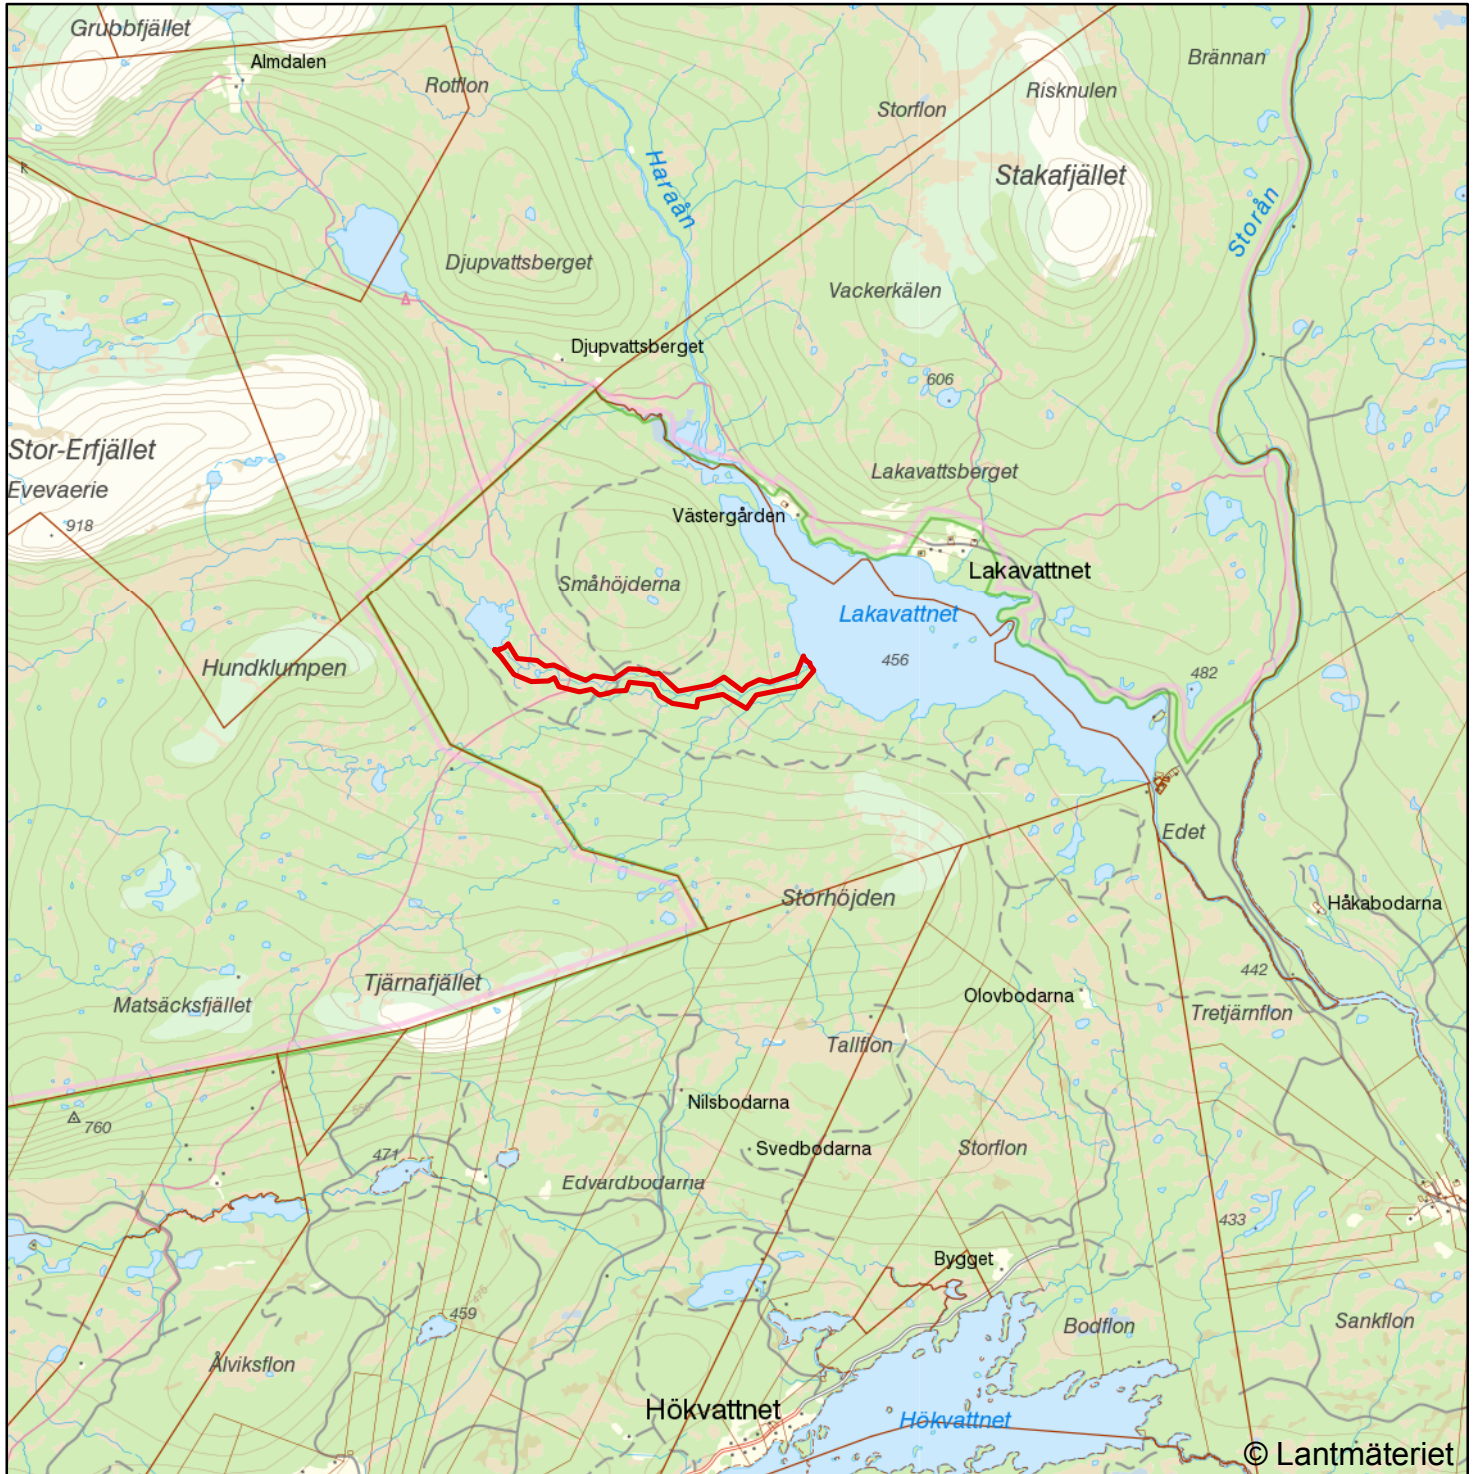 Grubbfjället
Almdalen
Rotflon
Brännan
Risknulen
Storflon
Haraån
Stakafjället
Storån
Djupvattsberget
Vackerkälen
Djupvattsberget
606
Stor-Erfjället
Evevaerie
918
Lakavattsberget
Västergården
Småhöjderna
Lakavattnet
Lakavattnet
456
Hundklumpen
482
Edet
Storhöjden
Håkabodarna
442
Tjärnafjället
Matsäcksfjället
Olovbodarna
Tretjärnflon
Tallflon
Nilsbodarna
760
Svedbodarna
Storflon
471
Edvardbodarna
433
Bygget
459
Bodflon
Sankflon
Ålviksflon
Hökvattnet
Hökvattnet
© Lantmäteriet